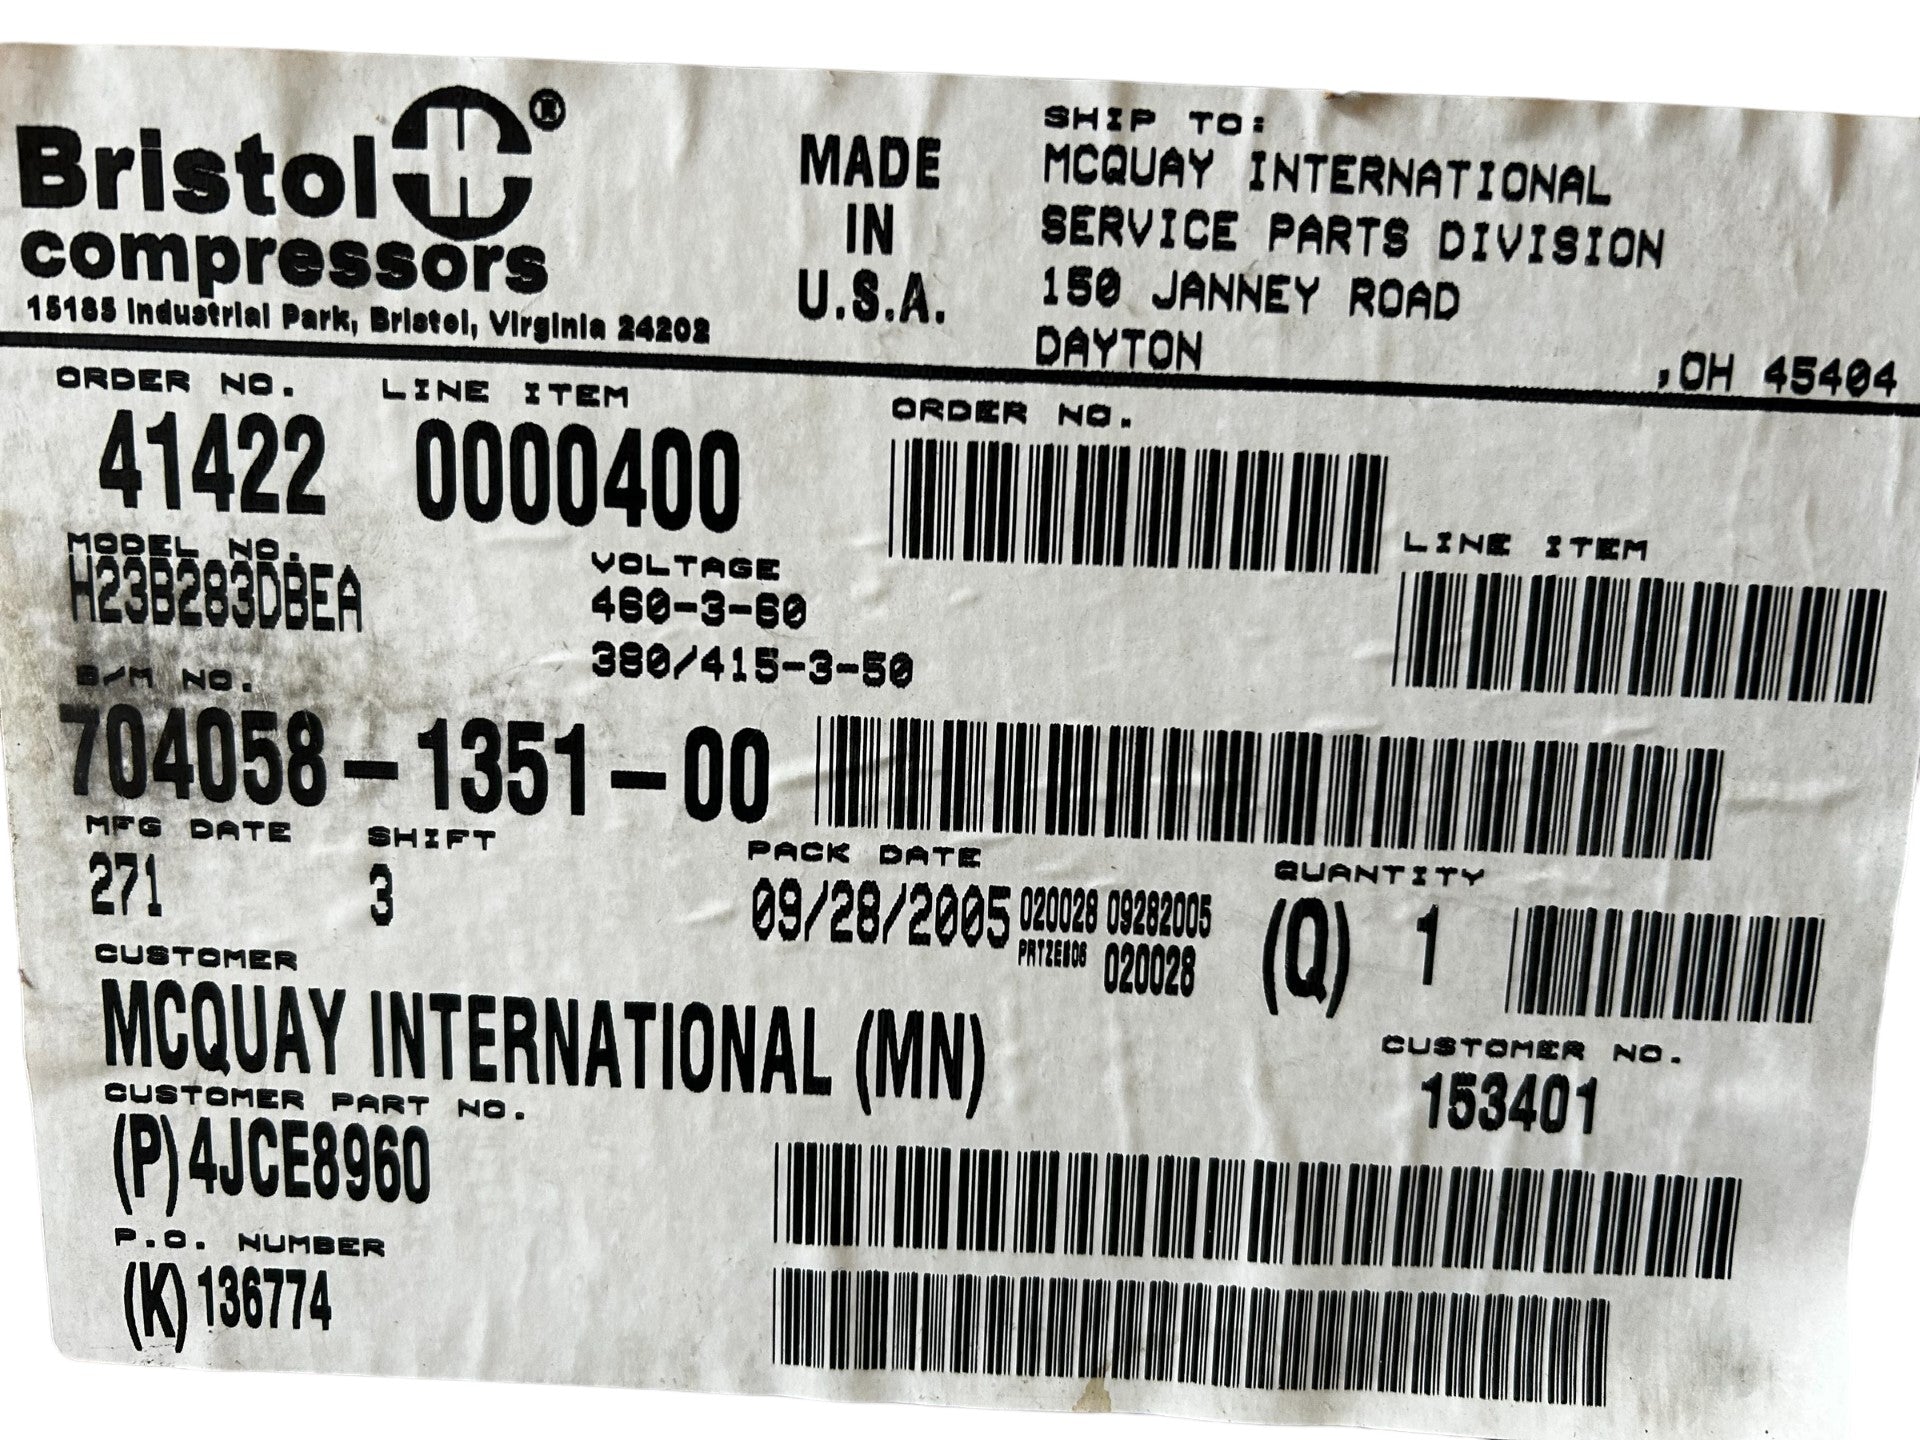 Bristol ®
compressors
15185 Industrial Park, Bristol, Virginia 24202
MADE
IN
U.S.A.
SHIP TO:
MCQUAY INTERNATIONAL
SERVICE PARTS DIVISION
150 JANNEY ROAD
DAYTON ,OH 45404
ORDER NO. LINE ITEM
41422 0000400
ORDER NO.
LINE ITEM
MODEL NO.
H23B283DBEA
VOLTAGE
460-3-60
380/415-3-50
B/M NO.
704058-1351-00
MFG DATE SHIFT
271 3
PACK DATE
09/28/2005 020028 09282005
020028
QUANTITY
(Q) 1
CUSTOMER
MCQUAY INTERNATIONAL (MN)
CUSTOMER NO.
153401
CUSTOMER PART NO.
(P) 4JCE8960
P.O. NUMBER
(K) 136774